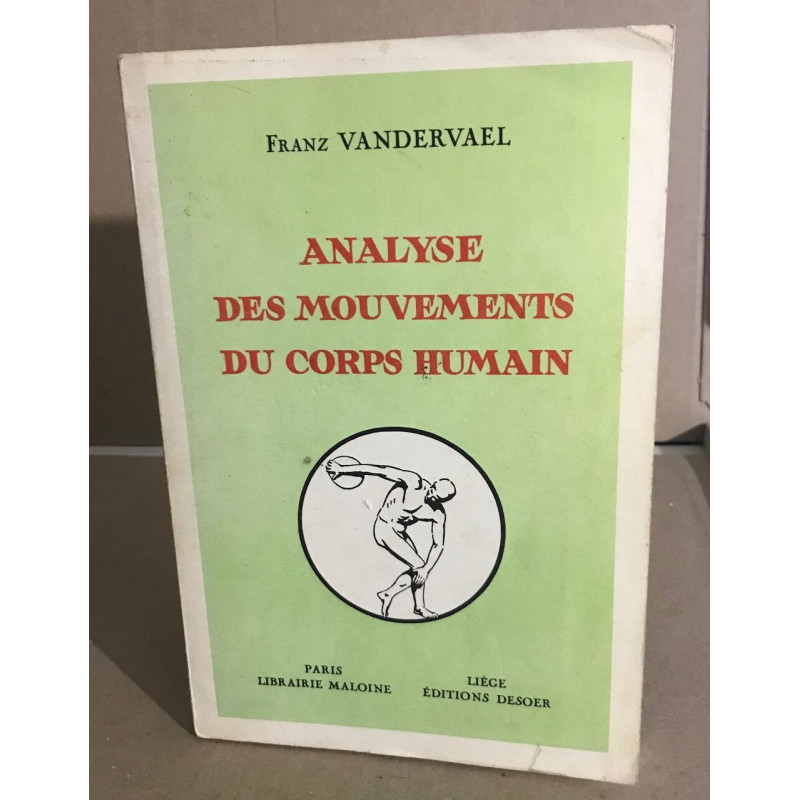 Franz VANDERVAEL
ANALYSE
DES MOUVEMENTS
DU CORPS HUMAIN
PARIS
LIBRAIRIE MALOINE
LIÈGE
ÉDITIONS DESOER